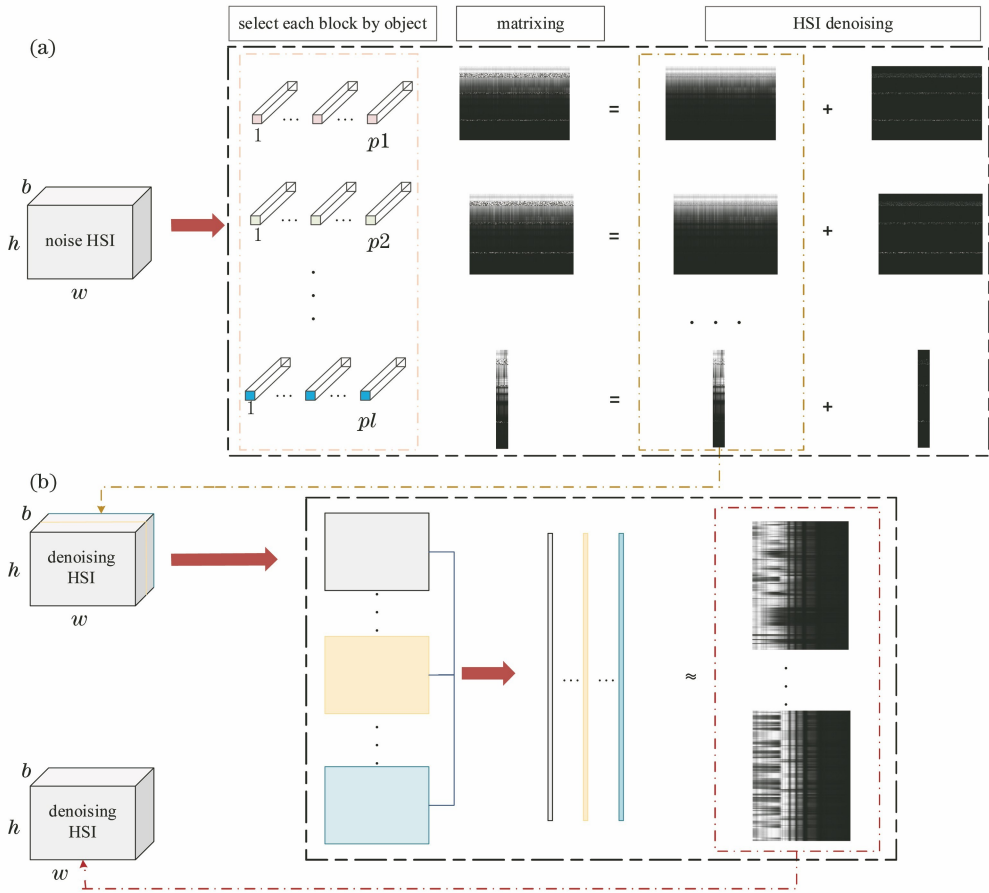 select each block by object
matrixing
HSI denoising
(a)
1 ... ... p1
=
+
b
1 ... ... p2
h
noise HSI
=
+
w
. . .
1 ... ... pl
=
+
(b)
b
denoising
HSI
h
w
... ...
≈
b
denoising
HSI
h
w